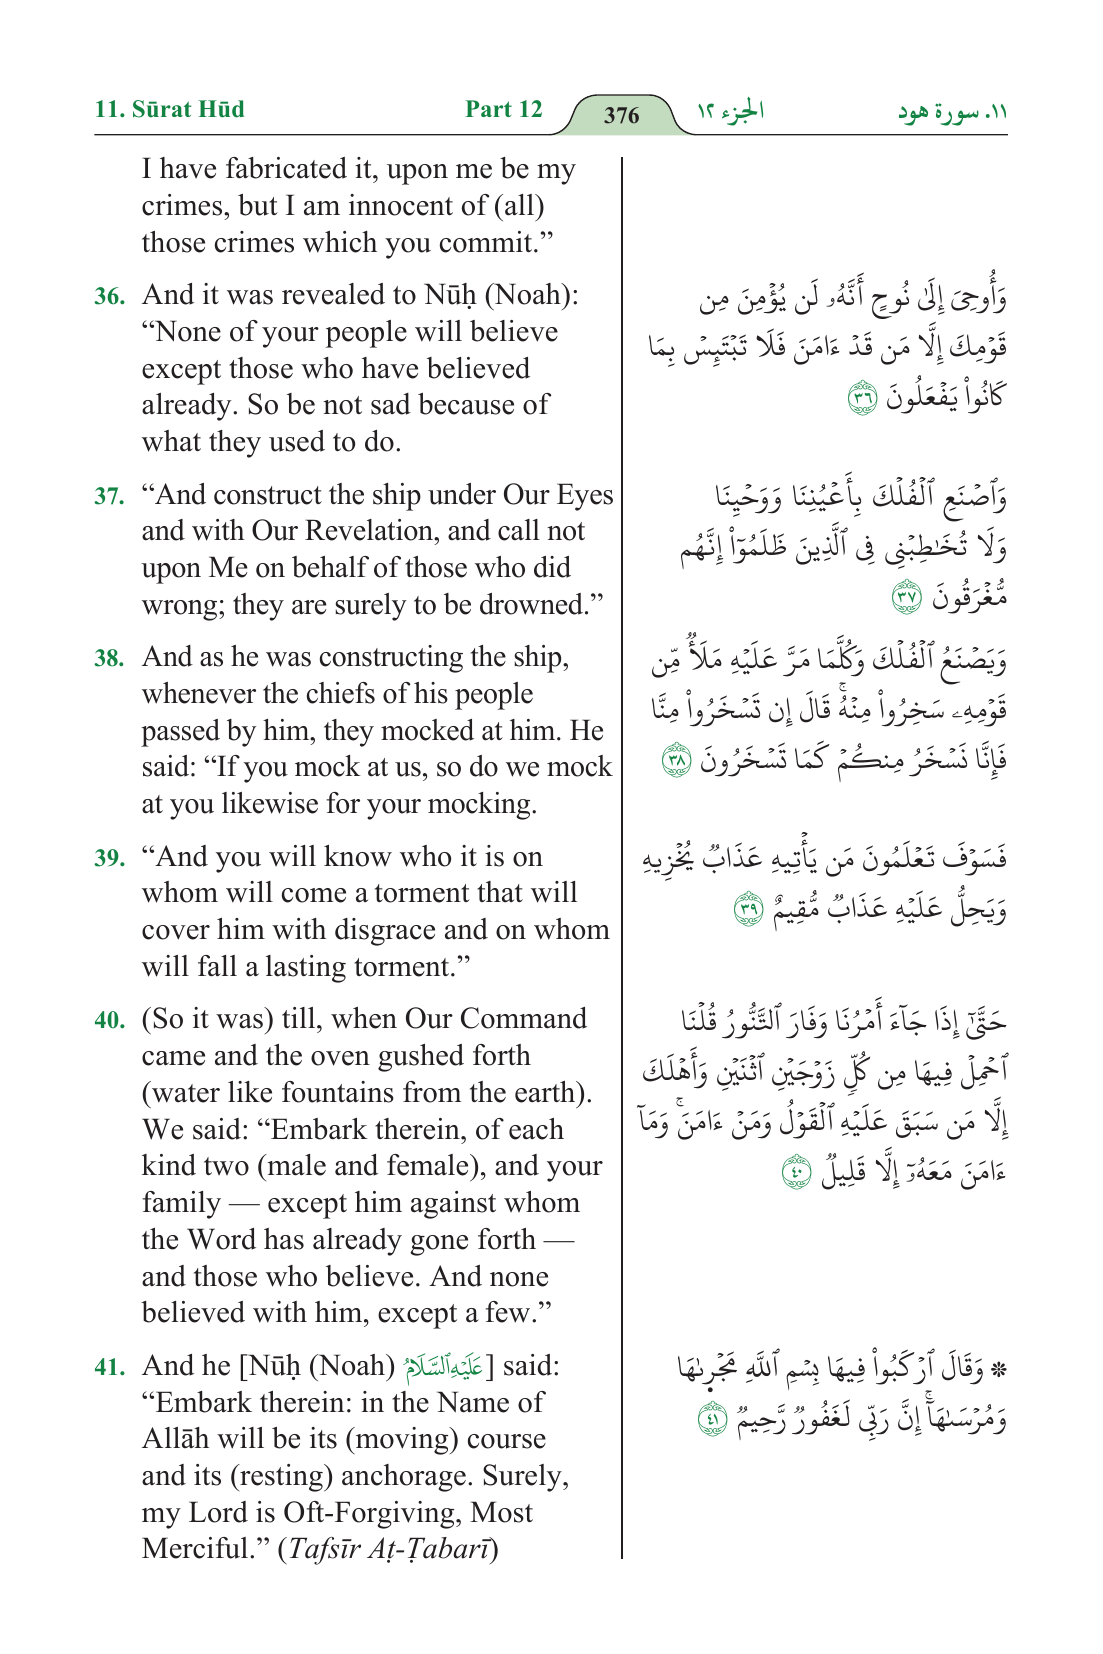 11. Sūrat Hūd
Part 12
376
الجزء ١٢
١١. سورة هود
I have fabricated it, upon me be my
crimes, but I am innocent of (all)
those crimes which you commit.”
36. And it was revealed to Nūḥ (Noah):
“None of your people will believe
except those who have believed
already. So be not sad because of
what they used to do.
37. “And construct the ship under Our Eyes
and with Our Revelation, and call not
upon Me on behalf of those who did
wrong; they are surely to be drowned.”
38. And as he was constructing the ship,
whenever the chiefs of his people
passed by him, they mocked at him. He
said: “If you mock at us, so do we mock
at you likewise for your mocking.
39. “And you will know who it is on
whom will come a torment that will
cover him with disgrace and on whom
will fall a lasting torment.”
40. (So it was) till, when Our Command
came and the oven gushed forth
(water like fountains from the earth).
We said: “Embark therein, of each
kind two (male and female), and your
family — except him against whom
the Word has already gone forth —
and those who believe. And none
believed with him, except a few.”
41. And he [Nūḥ (Noah) عَلَيْهِ ٱلسَّلَامُ] said:
“Embark therein: in the Name of
Allāh will be its (moving) course
and its (resting) anchorage. Surely,
my Lord is Oft-Forgiving, Most
Merciful.” (Tafsīr Aṭ-Ṭabarī)
وَأُوحِىَ إِلَىٰ نُوحٍ أَنَّهُۥ لَن يُؤْمِنَ مِن
قَوْمِكَ إِلَّا مَن قَدْ ءَامَنَ فَلَا تَبْتَئِسْ بِمَا
كَانُوا۟ يَفْعَلُونَ ٣٦
وَٱصْنَعِ ٱلْفُلْكَ بِأَعْيُنِنَا وَوَحْيِنَا
وَلَا تُخَـٰطِبْنِى فِى ٱلَّذِينَ ظَلَمُوٓا۟ إِنَّهُم
مُّغْرَقُونَ ٣٧
وَيَصْنَعُ ٱلْفُلْكَ وَكُلَّمَا مَرَّ عَلَيْهِ مَلَأٌ مِّن
قَوْمِهِۦ سَخِرُوا۟ مِنْهُ ۚ قَالَ إِن تَسْخَرُوا۟ مِنَّا
فَإِنَّا نَسْخَرُ مِنكُمْ كَمَا تَسْخَرُونَ ٣٨
فَسَوْفَ تَعْلَمُونَ مَن يَأْتِيهِ عَذَابٌ يُخْزِيهِ
وَيَحِلُّ عَلَيْهِ عَذَابٌ مُّقِيمٌ ٣٩
حَتَّىٰٓ إِذَا جَآءَ أَمْرُنَا وَفَارَ ٱلتَّنُّورُ قُلْنَا
ٱحْمِلْ فِيهَا مِن كُلٍّ زَوْجَيْنِ ٱثْنَيْنِ وَأَهْلَكَ
إِلَّا مَن سَبَقَ عَلَيْهِ ٱلْقَوْلُ وَمَنْ ءَامَنَ ۚ وَمَآ
ءَامَنَ مَعَهُۥٓ إِلَّا قَلِيلٌ ٤٠
۞ وَقَالَ ٱرْكَبُوا۟ فِيهَا بِسْمِ ٱللَّهِ مَجْر۪ىٰهَا
وَمُرْسَىٰهَآ ۚ إِنَّ رَبِّى لَغَفُورٌ رَّحِيمٌ ٤١